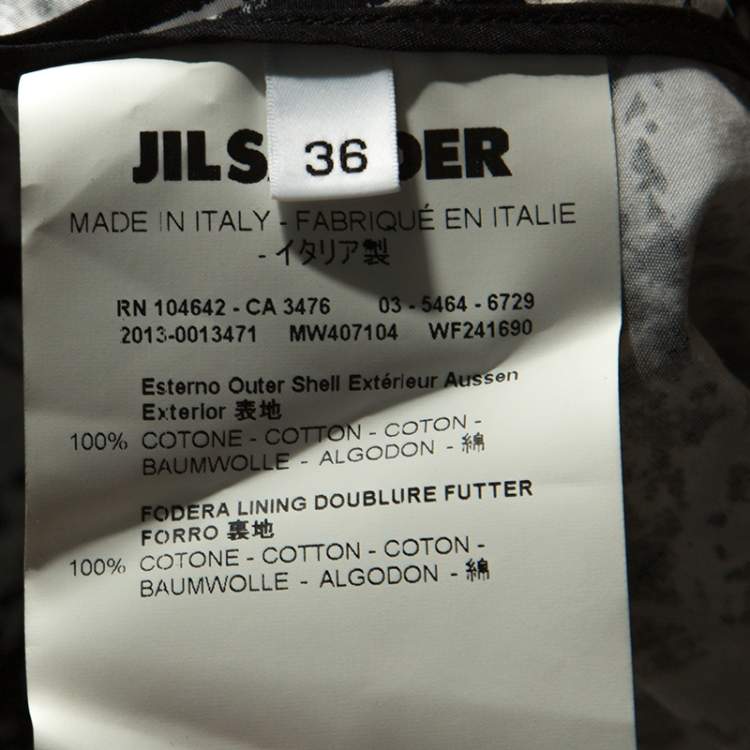 JIL S DER
36
MADE IN ITALY - FABRIQUÉ EN ITALIE
- イタリア製
RN 104642 - CA 3476 03 - 5464 - 6729
2013-0013471 MW407104 WF241690
Esterno Outer Shell Extérieur Aussen
Exterior 表地
100% COTONE - COTTON - COTON -
BAUMWOLLE - ALGODON - 綿
FODERA LINING DOUBLURE FUTTER
FORRO 裏地
100% COTONE - COTTON - COTON -
BAUMWOLLE - ALGODON - 綿